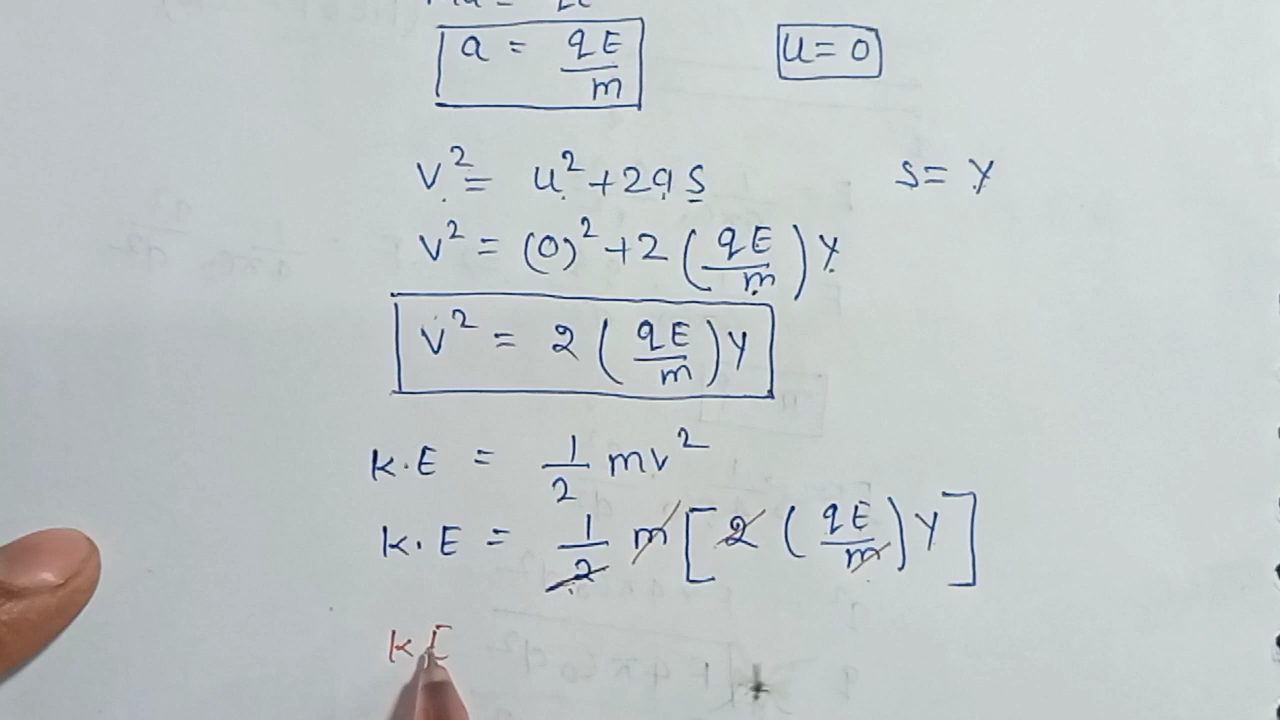 a = qE/m u = 0
v² = u² + 2as s = y
v² = (0)² + 2 (qE/m) y
v² = 2 (qE/m) y
K.E = 1/2 mv²
K.E = 1/2 m [2 (qE/m) y]
KE